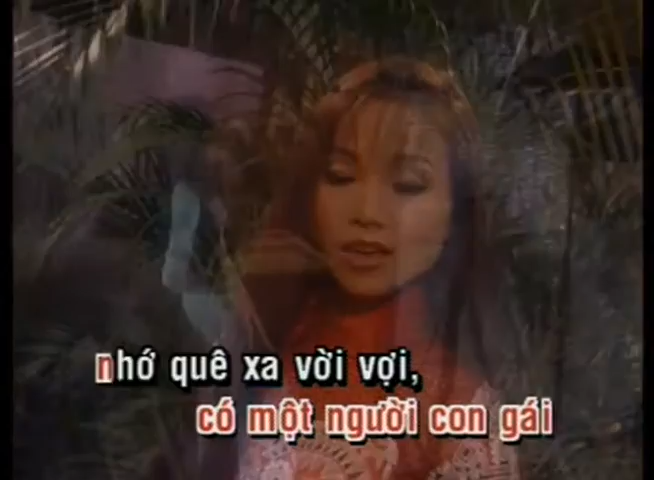 nhớ quê xa vời vợi,
có một người con gái